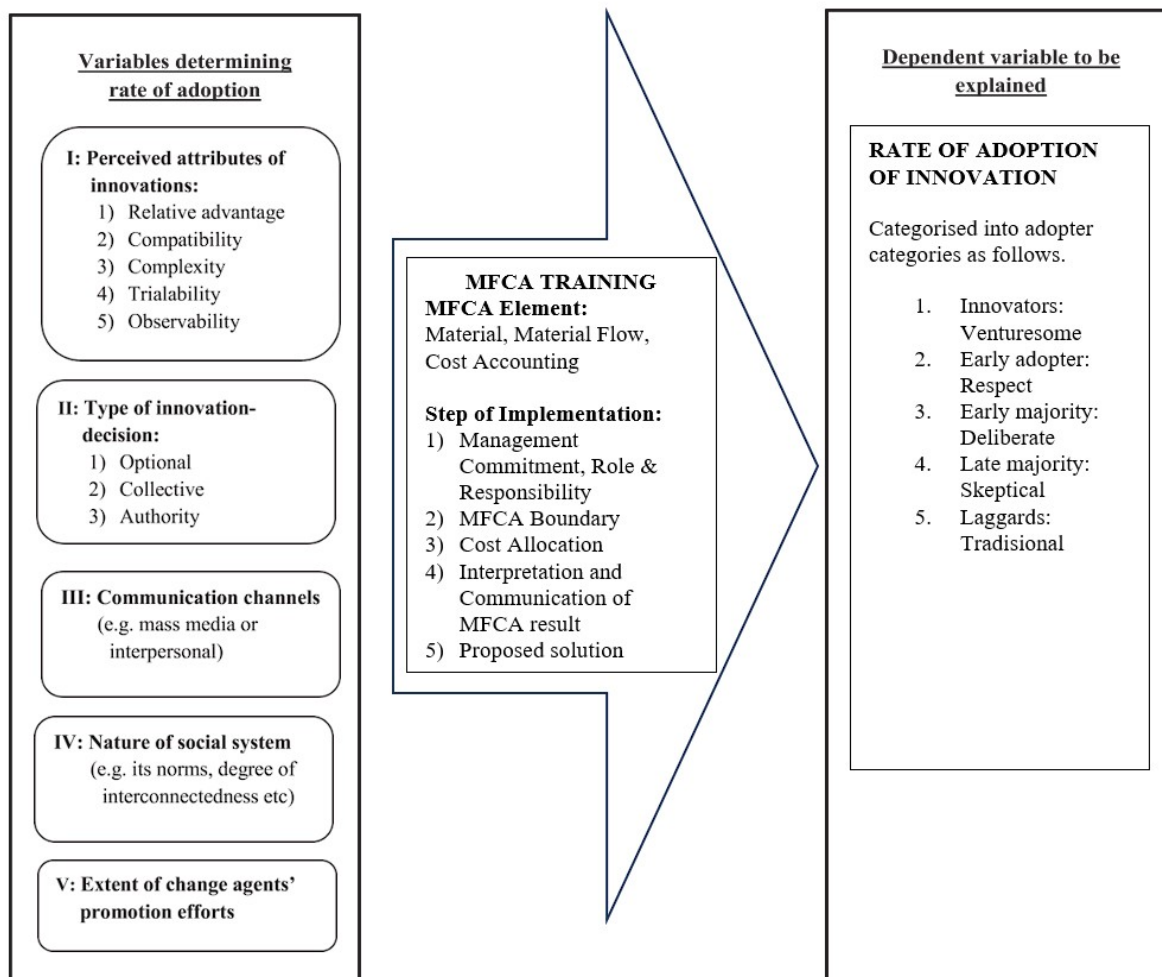 Variables determining
rate of adoption
I: Perceived attributes of
innovations:
1) Relative advantage
2) Compatibility
3) Complexity
4) Trialability
5) Observability
II: Type of innovation-
decision:
1) Optional
2) Collective
3) Authority
III: Communication channels
(e.g. mass media or
interpersonal)
IV: Nature of social system
(e.g. its norms, degree of
interconnectedness etc)
V: Extent of change agents’
promotion efforts
MFCA TRAINING
MFCA Element:
Material, Material Flow,
Cost Accounting
Step of Implementation:
1) Management
Commitment, Role &
Responsibility
2) MFCA Boundary
3) Cost Allocation
4) Interpretation and
Communication of
MFCA result
5) Proposed solution
Dependent variable to be
explained
RATE OF ADOPTION
OF INNOVATION
Categorised into adopter
categories as follows.
1. Innovators:
Venturesome
2. Early adopter:
Respect
3. Early majority:
Deliberate
4. Late majority:
Skeptical
5. Laggards:
Tradisional